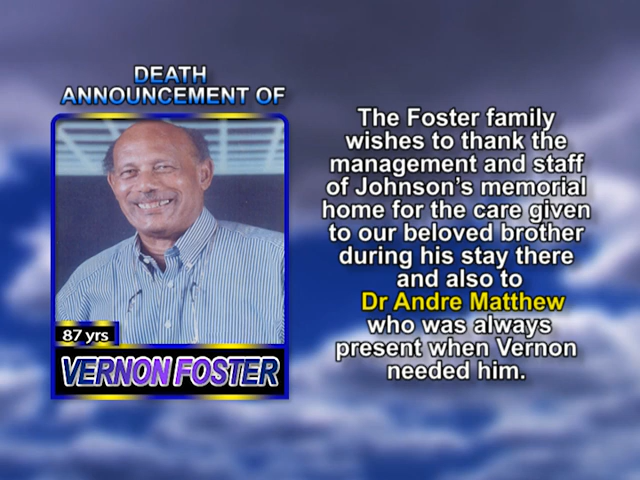 DEATH
ANNOUNCEMENT OF
87 yrs
VERNON FOSTER
The Foster family
wishes to thank the
management and staff
of Johnson's memorial
home for the care given
to our beloved brother
during his stay there
and also to
Dr Andre Matthew
who was always
present when Vernon
needed him.